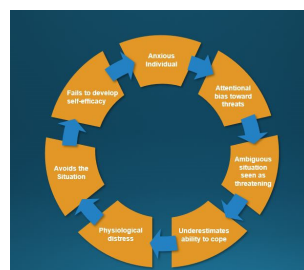 Anxious
Individual
Attentional
bias toward
threats
Ambiguous
situation
seen as
threatening
Underestimates
ability to cope
Physiological
distress
Avoids the
Situation
Fails to develop
self-efficacy